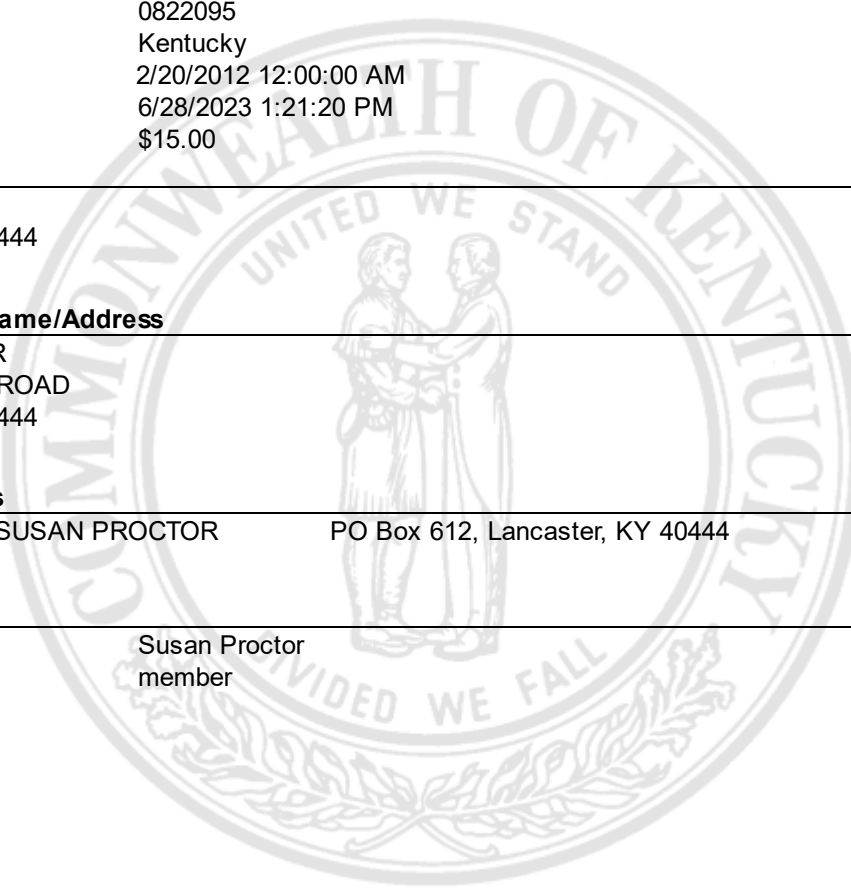 0822095
Kentucky
2/20/2012 12:00:00 AM
6/28/2023 1:21:20 PM
$15.00
444
ame/Address
R
ROAD
444
s
SUSAN PROCTOR PO Box 612, Lancaster, KY 40444
Susan Proctor
member
COMMONWEALTH OF KENTUCKY
UNITED WE STAND
DIVIDED WE FALL